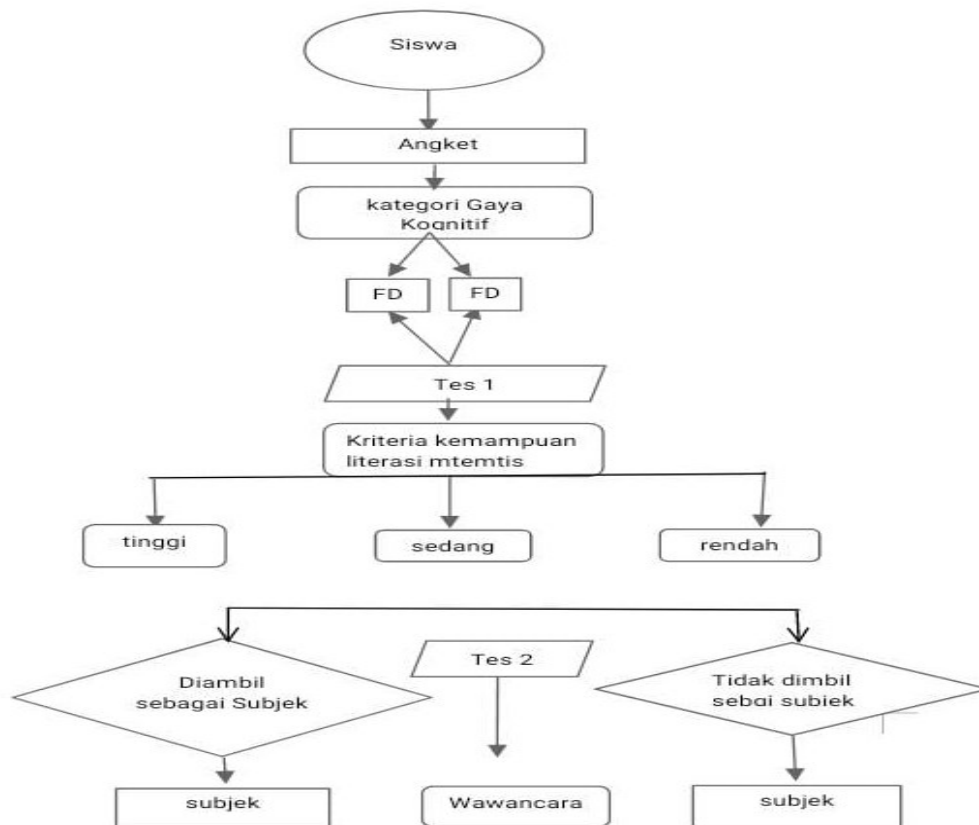 Siswa
Angket
kategori Gaya
Kognitif
FD
FD
Tes 1
Kriteria kemampuan
literasi mtemtis
tinggi
sedang
rendah
Diambil
sebagai Subjek
Tes 2
Tidak dimbil
sebgi subjek
subjek
Wawancara
subjek